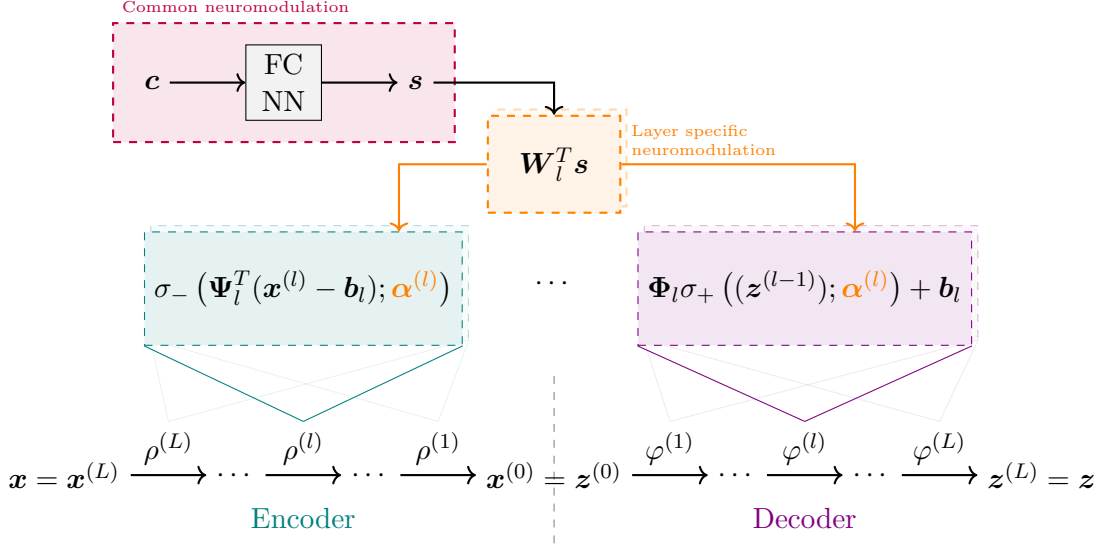 Common neuromodulation
c
FC
NN
s
W_l^T s
Layer specific
neuromodulation
σ_− (Ψ_l^T(x^{(l)} − b_l); α^{(l)})
⋯
Φ_l σ_+ ((z^{(l−1)}); α^{(l)}) + b_l
ρ^{(L)} ρ^{(l)} ρ^{(1)} φ^{(1)} φ^{(l)} φ^{(L)}
x = x^{(L)} ⋯ ⋯ x^{(0)} = z^{(0)} ⋯ ⋯ z^{(L)} = z
Encoder Decoder